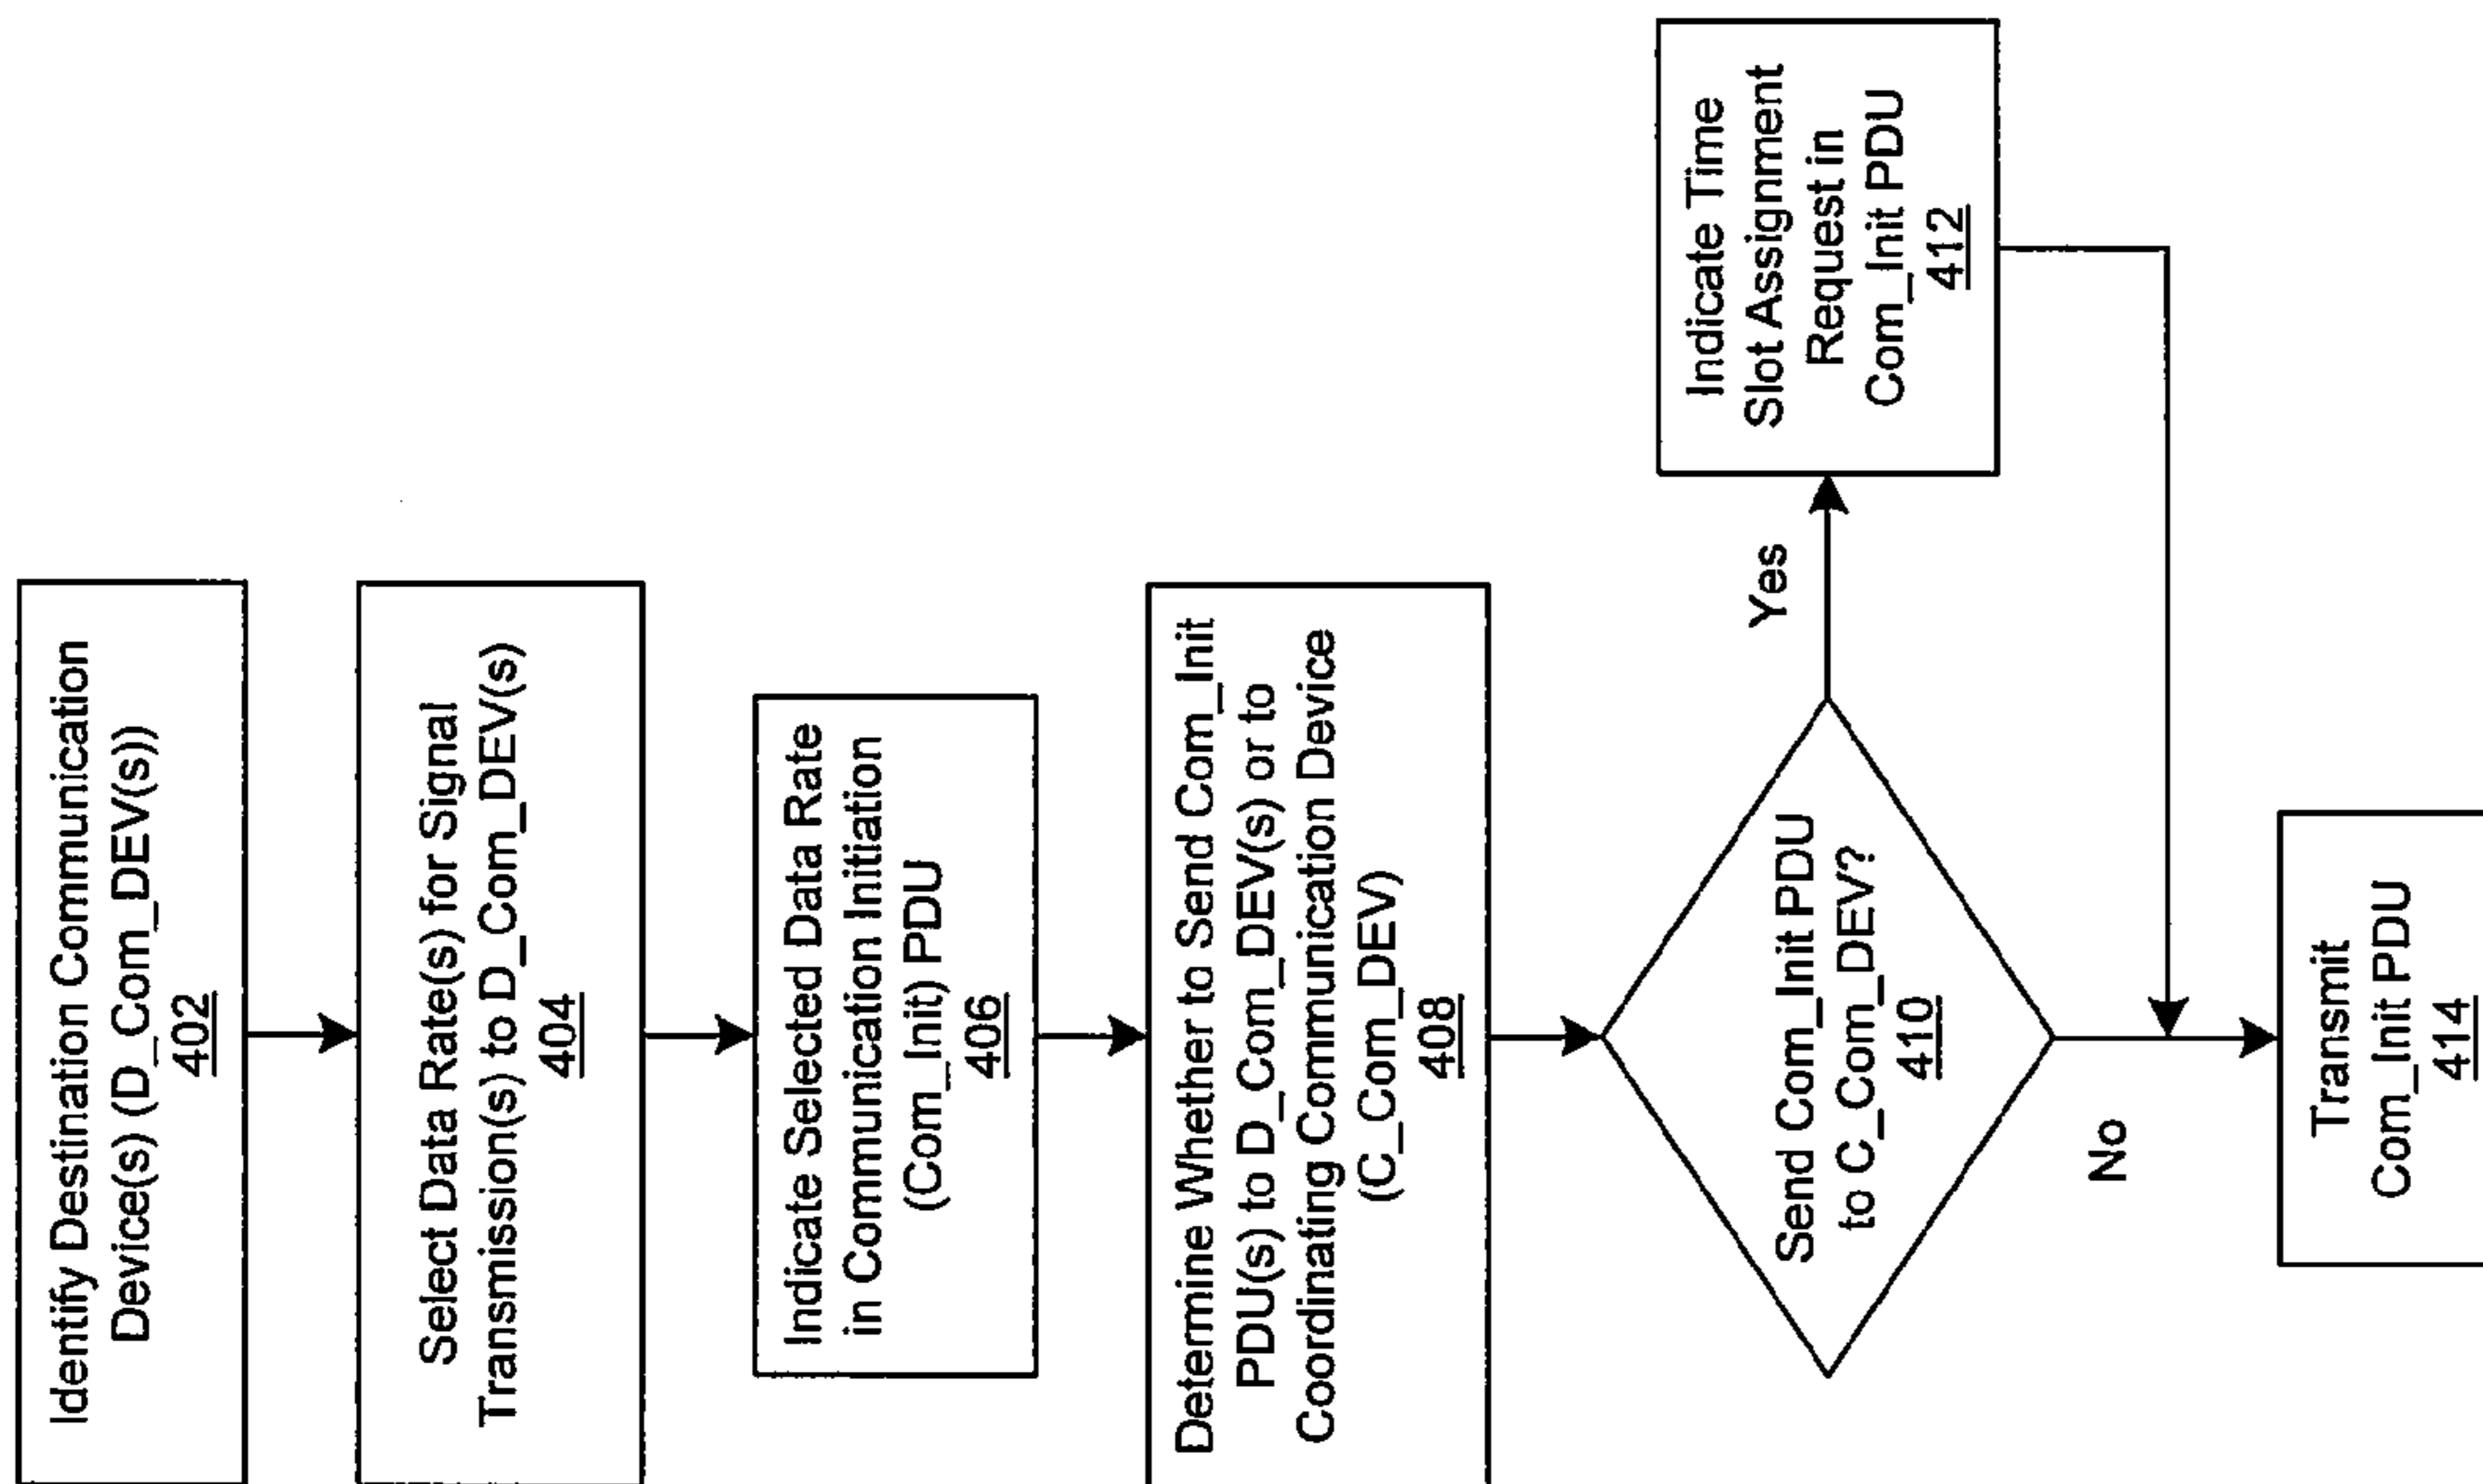 Identify Destination Communication
Device(s) (D_Com_DEV(s))
402
Select Data Rate(s) for Signal
Transmission(s) to D_Com_DEV(s)
404
Indicate Selected Data Rate
in Communication Initiation
(Com_Init) PDU
406
Determine Whether to Send Com_Init
PDU(s) to D_Com_DEV(s) or to
Coordinating Communication Device
(C_Com_DEV)
408
Send Com_Init PDU
to C_Com_DEV?
410
Yes
Indicate Time
Slot Assignment
Request in
Com_Init PDU
412
No
Transmit
Com_Init PDU
414